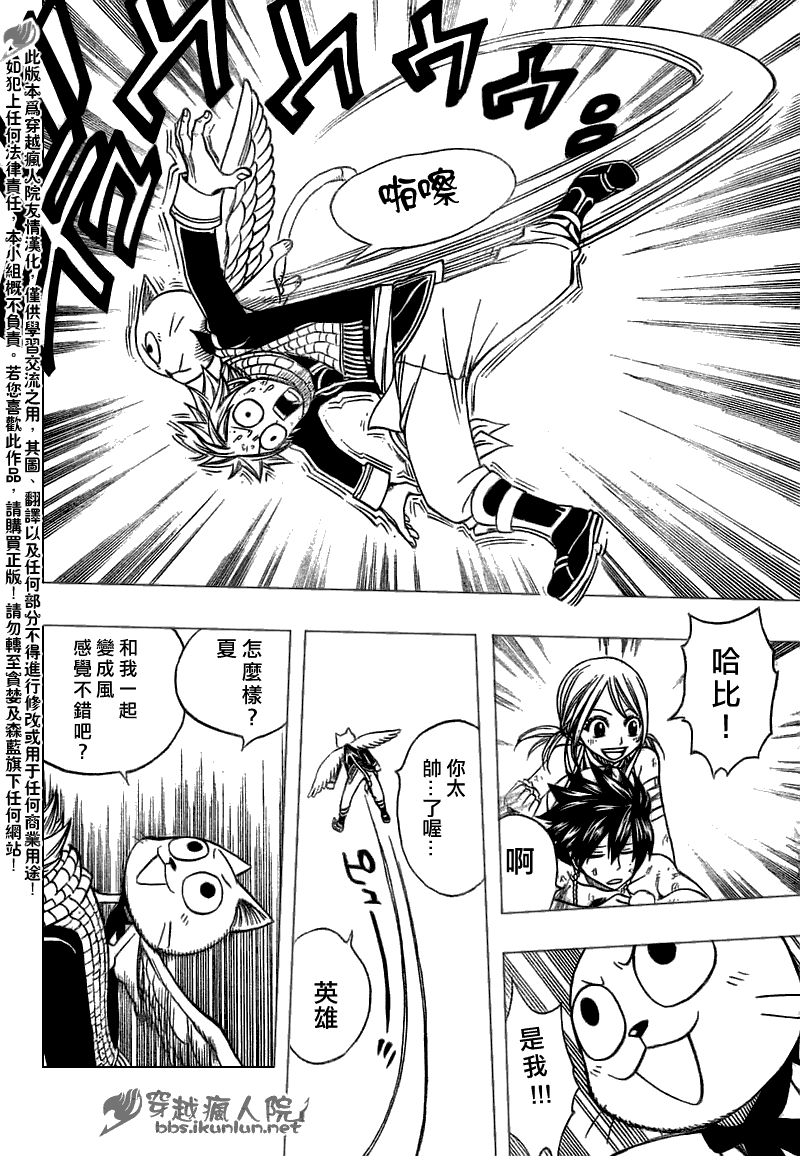 此版本爲穿越瘋人院友情漢化，僅供學習交流之用，其圖、翻譯以及任何部分不得進行修改或用于任何商業用途！
如犯上任何法律責任，本小組概不負責。若您喜歡此作品，請購買正版！請勿轉至貪婪及森藍旗下任何網站！
啪嚓
哈比！
啊
是我!!!
你太
帥…了喔…
英雄
怎麼樣？
夏
和我一起
變成風
感覺不錯吧？
穿越瘋人院
bbs.ikunlun.net